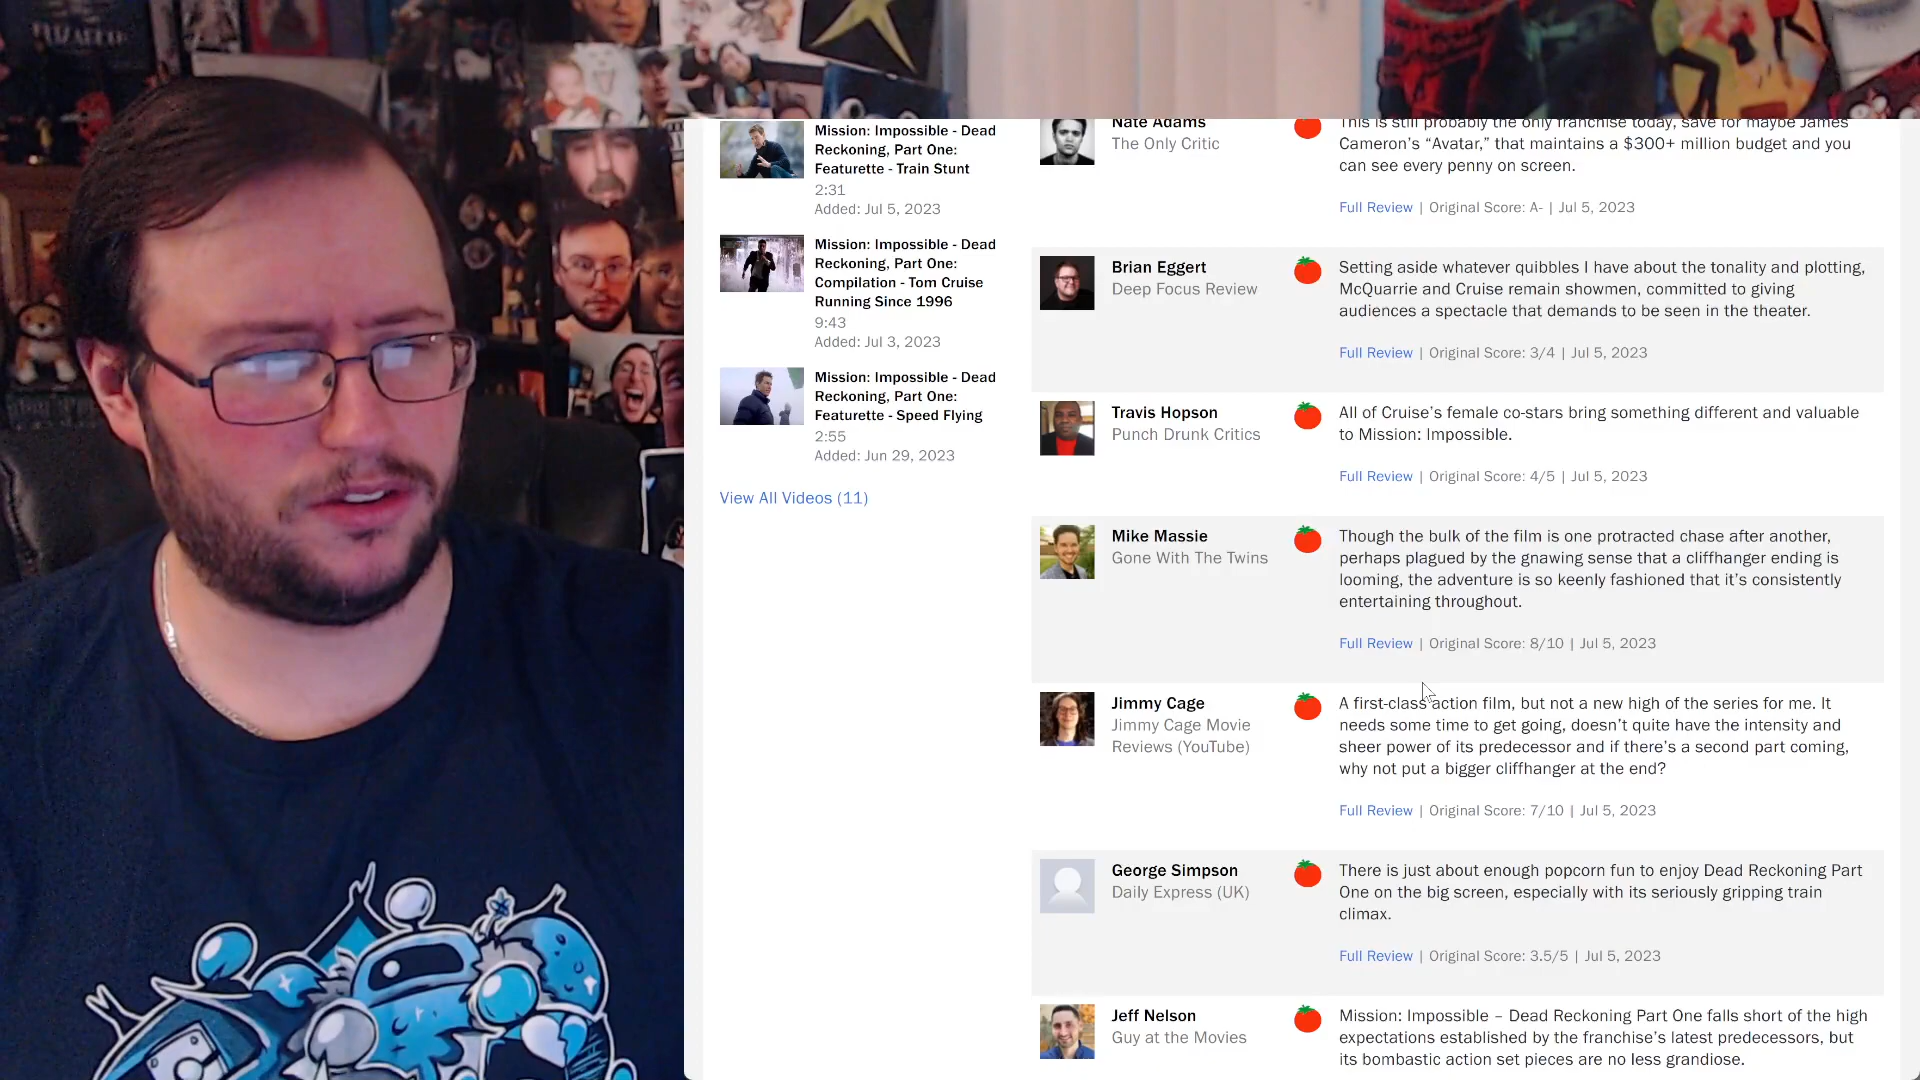 Mission: Impossible - Dead
Reckoning, Part One:
Featurette - Train Stunt
2:31
Added: Jul 5, 2023
Mission: Impossible - Dead
Reckoning, Part One:
Compilation - Tom Cruise
Running Since 1996
9:43
Added: Jul 3, 2023
Mission: Impossible - Dead
Reckoning, Part One:
Featurette - Speed Flying
2:55
Added: Jun 29, 2023
View All Videos (11)
Nate Adams
The Only Critic
This is still probably the only franchise today, save for maybe James
Cameron's “Avatar,” that maintains a $300+ million budget and you
can see every penny on screen.
Full Review | Original Score: A- | Jul 5, 2023
Brian Eggert
Deep Focus Review
Setting aside whatever quibbles I have about the tonality and plotting,
McQuarrie and Cruise remain showmen, committed to giving
audiences a spectacle that demands to be seen in the theater.
Full Review | Original Score: 3/4 | Jul 5, 2023
Travis Hopson
Punch Drunk Critics
All of Cruise's female co-stars bring something different and valuable
to Mission: Impossible.
Full Review | Original Score: 4/5 | Jul 5, 2023
Mike Massie
Gone With The Twins
Though the bulk of the film is one protracted chase after another,
perhaps plagued by the gnawing sense that a cliffhanger ending is
looming, the adventure is so keenly fashioned that it's consistently
entertaining throughout.
Full Review | Original Score: 8/10 | Jul 5, 2023
Jimmy Cage
Jimmy Cage Movie
Reviews (YouTube)
A first-class action film, but not a new high of the series for me. It
needs some time to get going, doesn't quite have the intensity and
sheer power of its predecessor and if there's a second part coming,
why not put a bigger cliffhanger at the end?
Full Review | Original Score: 7/10 | Jul 5, 2023
George Simpson
Daily Express (UK)
There is just about enough popcorn fun to enjoy Dead Reckoning Part
One on the big screen, especially with its seriously gripping train
climax.
Full Review | Original Score: 3.5/5 | Jul 5, 2023
Jeff Nelson
Guy at the Movies
Mission: Impossible – Dead Reckoning Part One falls short of the high
expectations established by the franchise's latest predecessors, but
its bombastic action set pieces are no less grandiose.